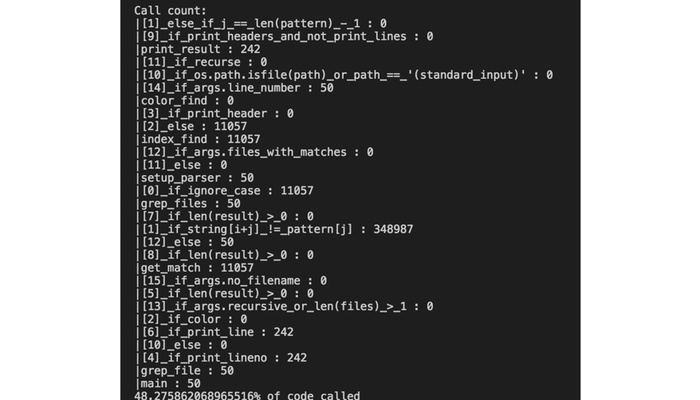 Call count:
|[1]_else_if_j_==_len(pattern)_-_1 : 0
|[9]_if_print_headers_and_not_print_lines : 0
|print_result : 242
|[11]_if_recurse : 0
|[10]_if_os.path.isfile(path)_or_path_==_'(standard_input)' : 0
|[14]_if_args.line_number : 50
|color_find : 0
|[3]_if_print_header : 0
|[2]_else : 11057
|index_find : 11057
|[12]_if_args.files_with_matches : 0
|[11]_else : 0
|setup_parser : 50
|[0]_if_ignore_case : 11057
|grep_files : 50
|[7]_if_len(result)_>_0 : 0
|[1]_if_string[i+j]_!=_pattern[j] : 348987
|[12]_else : 50
|[8]_if_len(result)_>_0 : 0
|get_match : 11057
|[15]_if_args.no_filename : 0
|[5]_if_len(result)_>_0 : 0
|[13]_if_args.recursive_or_len(files)_>_1 : 0
|[2]_if_color : 0
|[6]_if_print_line : 242
|[10]_else : 0
|[4]_if_print_lineno : 242
|grep_file : 50
|main : 50
48.275862068965516% of code called